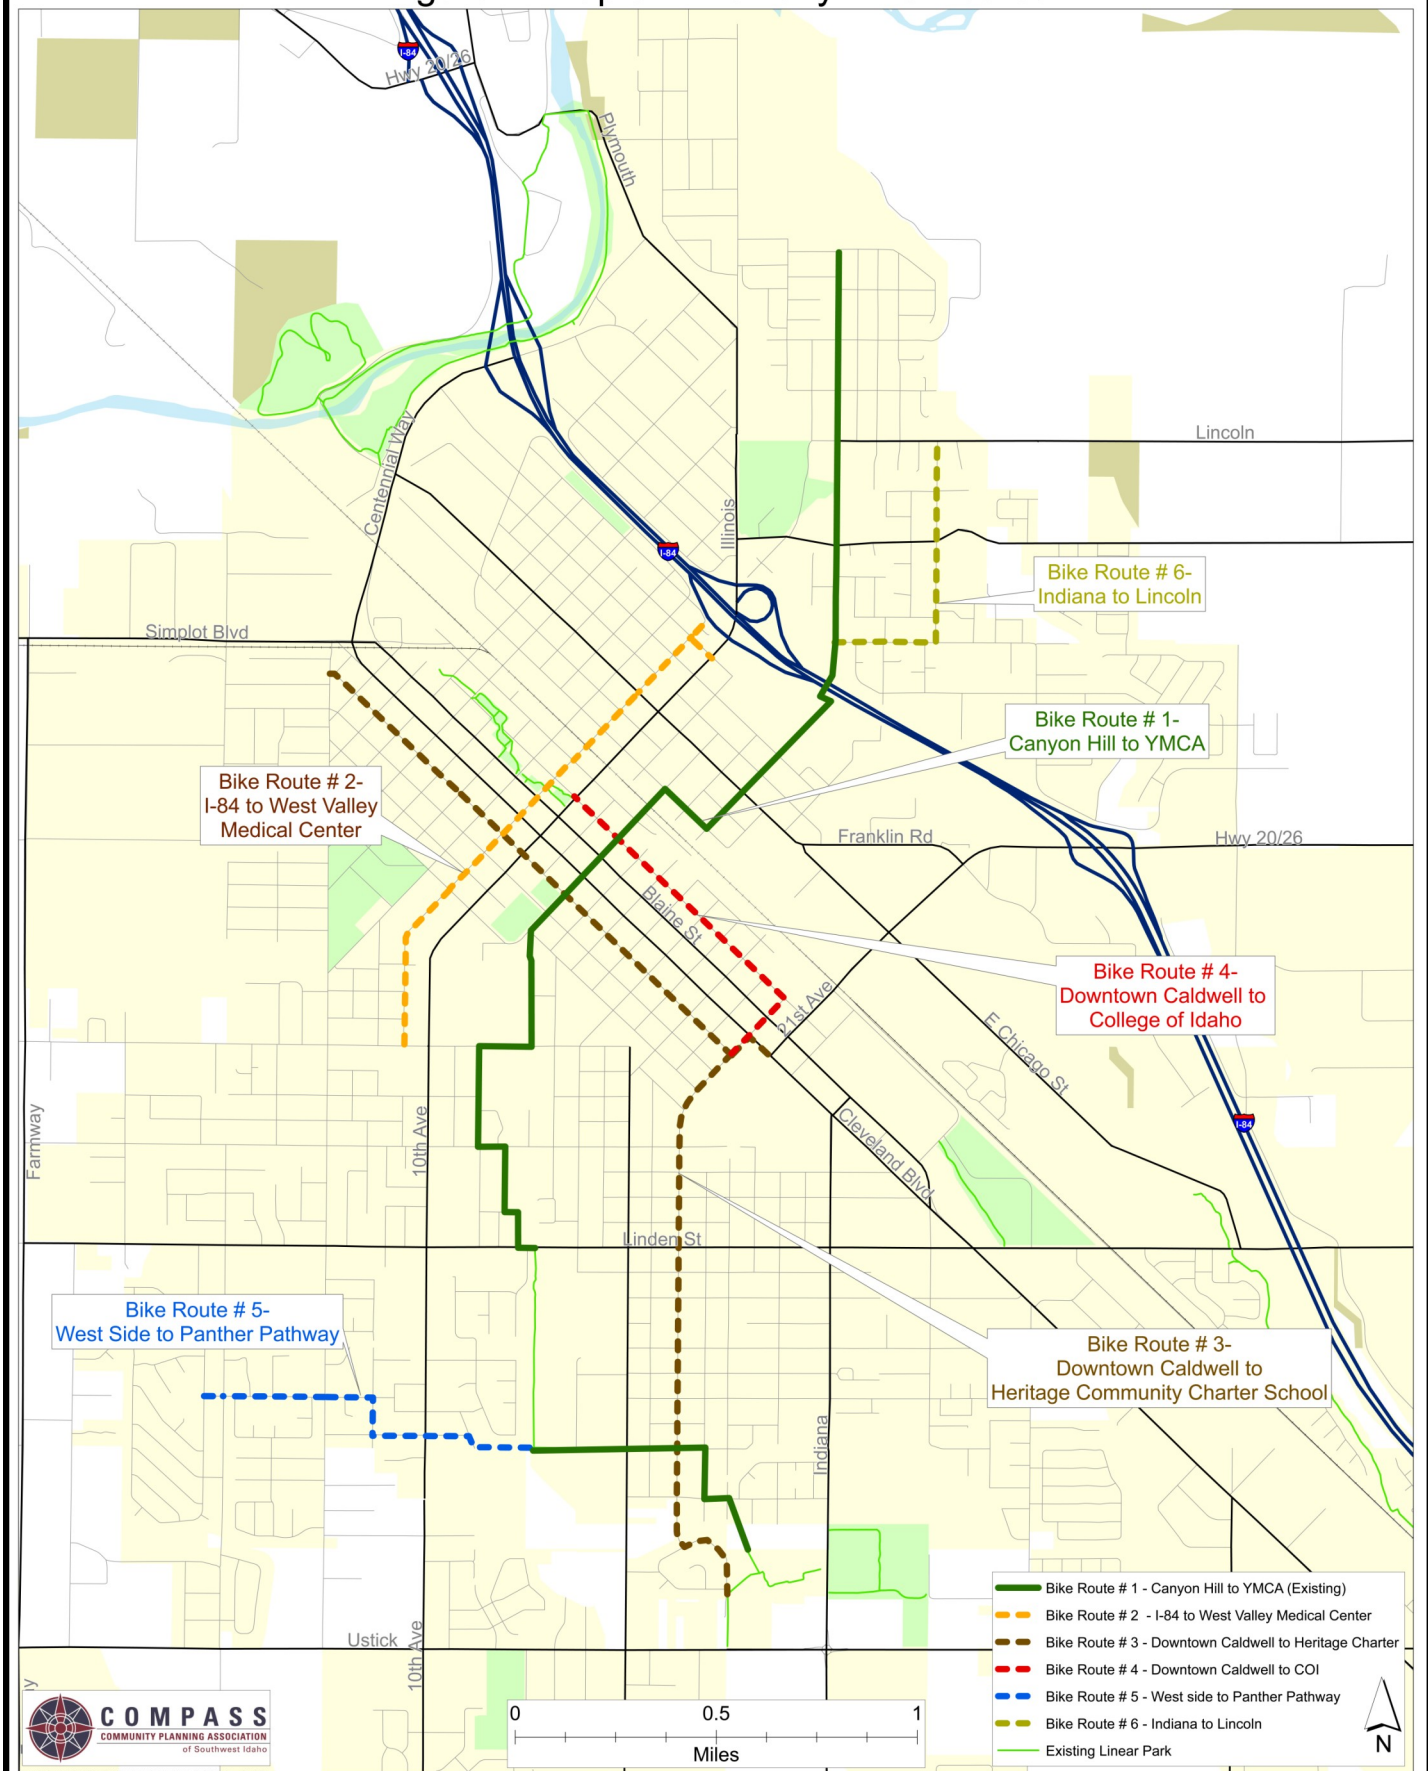 I-84
Hwy 20/26
Plymouth
Lincoln
Centennial Way
Illinois
I-84
Bike Route # 6-
Indiana to Lincoln
Simplot Blvd
Bike Route # 1-
Canyon Hill to YMCA
Bike Route # 2-
I-84 to West Valley
Medical Center
Franklin Rd
Hwy 20/26
Blaine St
Bike Route # 4-
Downtown Caldwell to
College of Idaho
21st Ave
E Chicago St
Farmway
10th Ave
Cleveland Blvd
I-84
Linden St
Bike Route # 5-
West Side to Panther Pathway
Bike Route # 3-
Downtown Caldwell to
Heritage Community Charter School
Indiana
Ustick
10th Ave
Bike Route # 1 - Canyon Hill to YMCA (Existing)
Bike Route # 2 - I-84 to West Valley Medical Center
Bike Route # 3 - Downtown Caldwell to Heritage Charter
Bike Route # 4 - Downtown Caldwell to COI
Bike Route # 5 - West side to Panther Pathway
Bike Route # 6 - Indiana to Lincoln
Existing Linear Park
N
COMPASS
COMMUNITY PLANNING ASSOCIATION
of Southwest Idaho
0 0.5 1
Miles